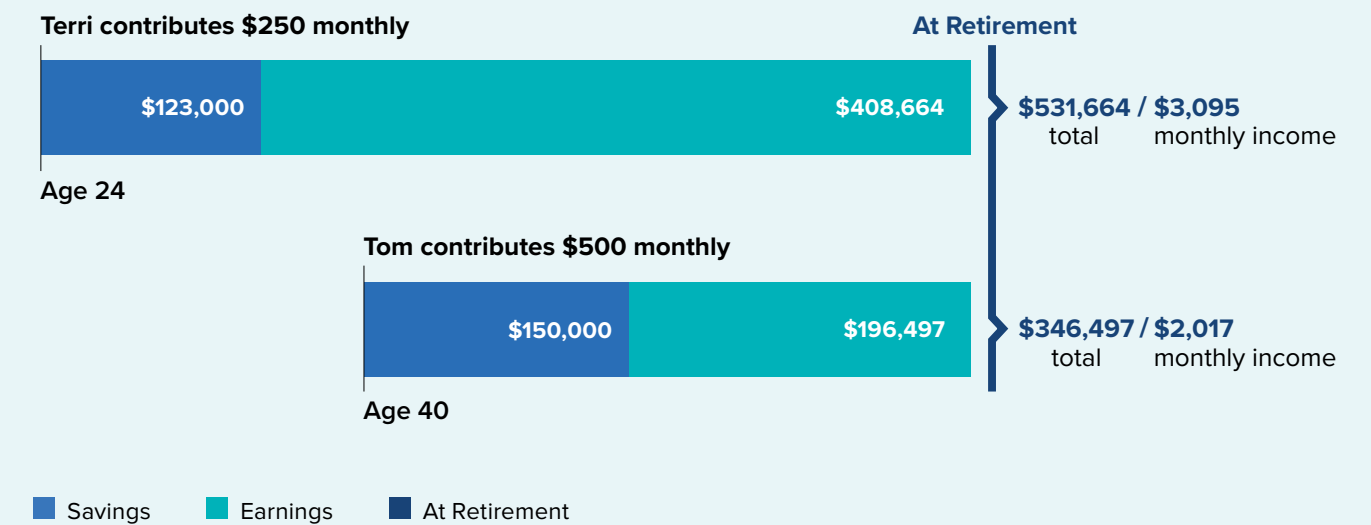 Terri contributes $250 monthly
At Retirement
$123,000
$408,664
$531,664 / $3,095
total monthly income
Age 24
Tom contributes $500 monthly
$150,000
$196,497
$346,497 / $2,017
total monthly income
Age 40
Savings Earnings At Retirement